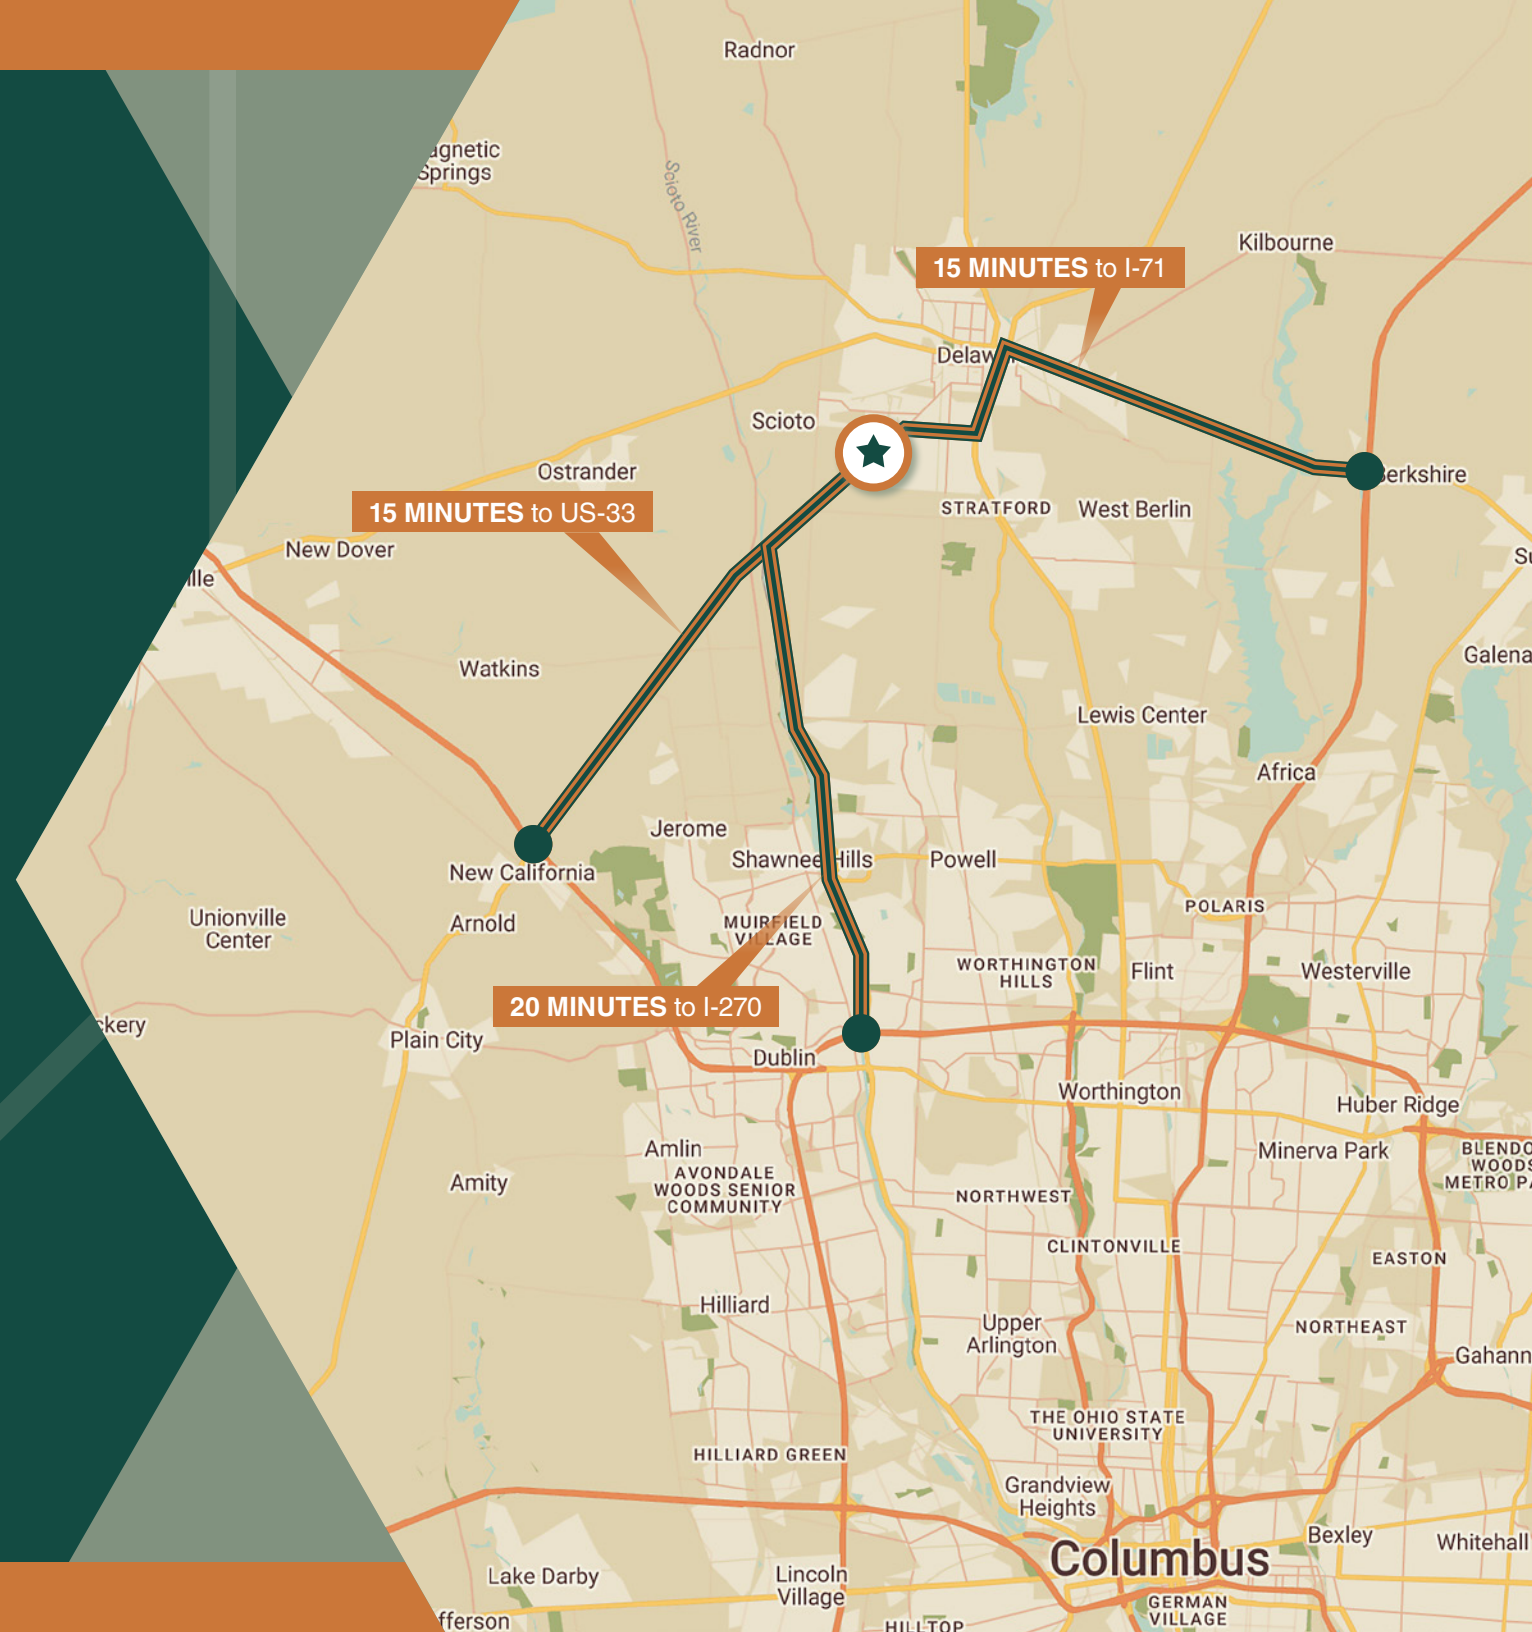 Radnor
agnetic
Springs
Scioto River
Kilbourne
15 MINUTES to I-71
Delaw
Scioto
Ostrander
erkshire
STRATFORD
West Berlin
15 MINUTES to US-33
New Dover
Su
lle
Galena
Watkins
Lewis Center
Africa
Jerome
Shawnee Hills
Powell
New California
POLARIS
Unionville
Center
Arnold
MUIRFIELD
VILLAGE
WORTHINGTON
HILLS
Flint
Westerville
20 MINUTES to I-270
ckery
Plain City
Dublin
Worthington
Huber Ridge
Amlin
Minerva Park
BLENDO
WOODS
METRO PA
Amity
AVONDALE
WOODS SENIOR
COMMUNITY
NORTHWEST
CLINTONVILLE
EASTON
Hilliard
Upper
Arlington
NORTHEAST
Gahann
THE OHIO STATE
UNIVERSITY
HILLIARD GREEN
Grandview
Heights
Bexley
Whitehall
Columbus
Lake Darby
Lincoln
Village
GERMAN
VILLAGE
fferson
HILLTOP